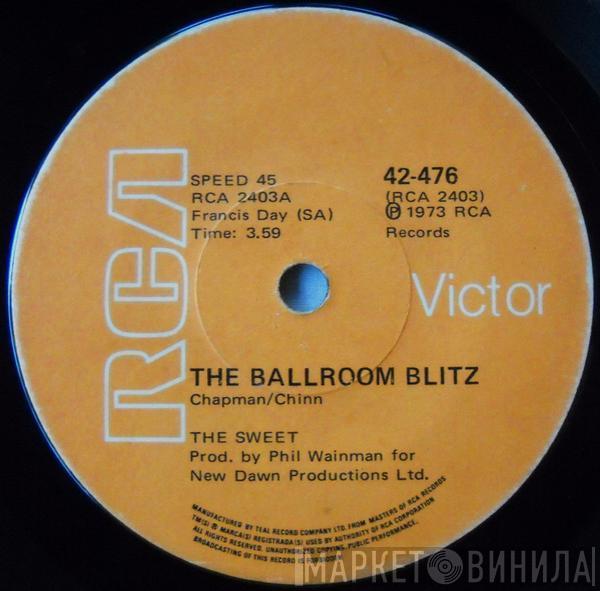 RCA
SPEED 45
RCA 2403A
Francis Day (SA)
Time: 3.59
42-476
(RCA 2403)
Ⓟ 1973 RCA
Records
Victor
THE BALLROOM BLITZ
Chapman/Chinn
THE SWEET
Prod. by Phil Wainman for
New Dawn Productions Ltd.
MANUFACTURED BY TEAL RECORD COMPANY LTD. FROM MASTERS OF RCA RECORDS
TM(S) ® MARCA(S) REGISTRADA(S) USED BY AUTHORITY OF RCA CORPORATION
ALL RIGHTS RESERVED. UNAUTHORIZED COPYING, PUBLIC PERFORMANCE,
BROADCASTING OF THIS RECORD IS FORBIDDEN
МАРКЕТ ВИНИЛА